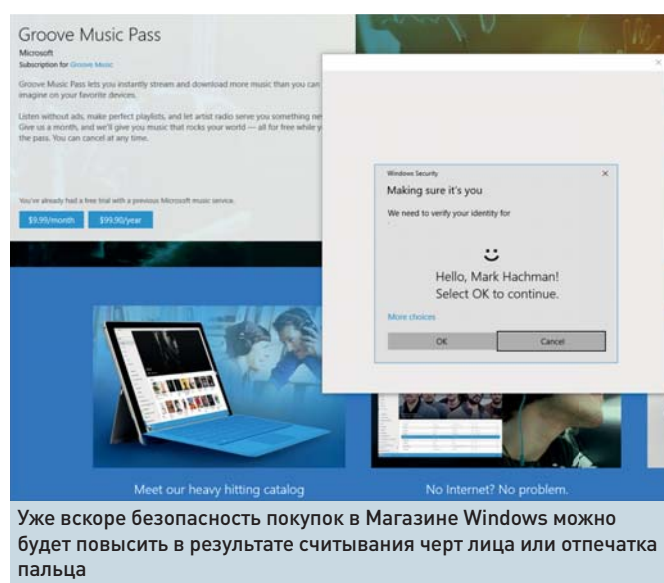 Groove Music Pass
Microsoft
Subscription for Groove Music
Groove Music Pass lets you instantly stream and download more music than you can
imagine on your favorite devices.
Listen without ads, make perfect playlists, and let artist radio serve you something ne
Give us a month, and we'll give you music that rocks your world — all for free while y
the pass. You can cancel at any time.
You've already had a free trial with a previous Microsoft music service.
$9.99/month $99.90/year
Windows Security
Making sure it's you
We need to verify your identity for
Hello, Mark Hachman!
Select OK to continue.
More choices
OK Cancel
Meet our heavy hitting catalog
No Internet? No problem.
Уже вскоре безопасность покупок в Магазине Windows можно
будет повысить в результате считывания черт лица или отпечатка
пальца